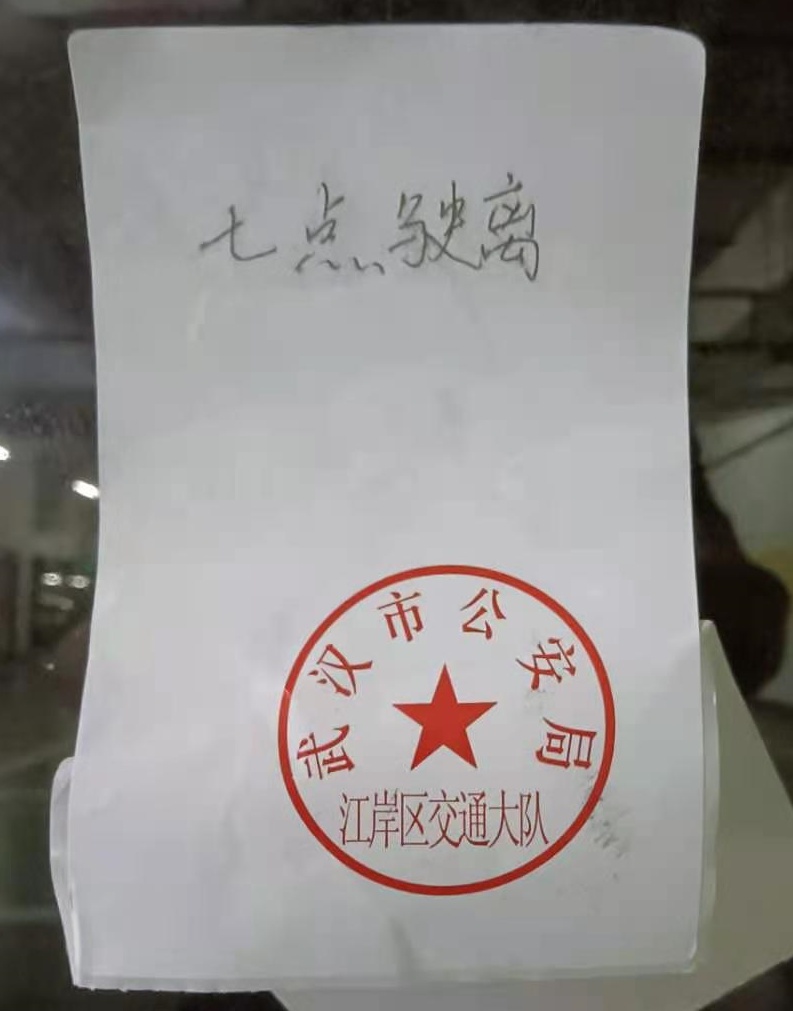 七点驶离
武汉市公安局
江岸区交通大队